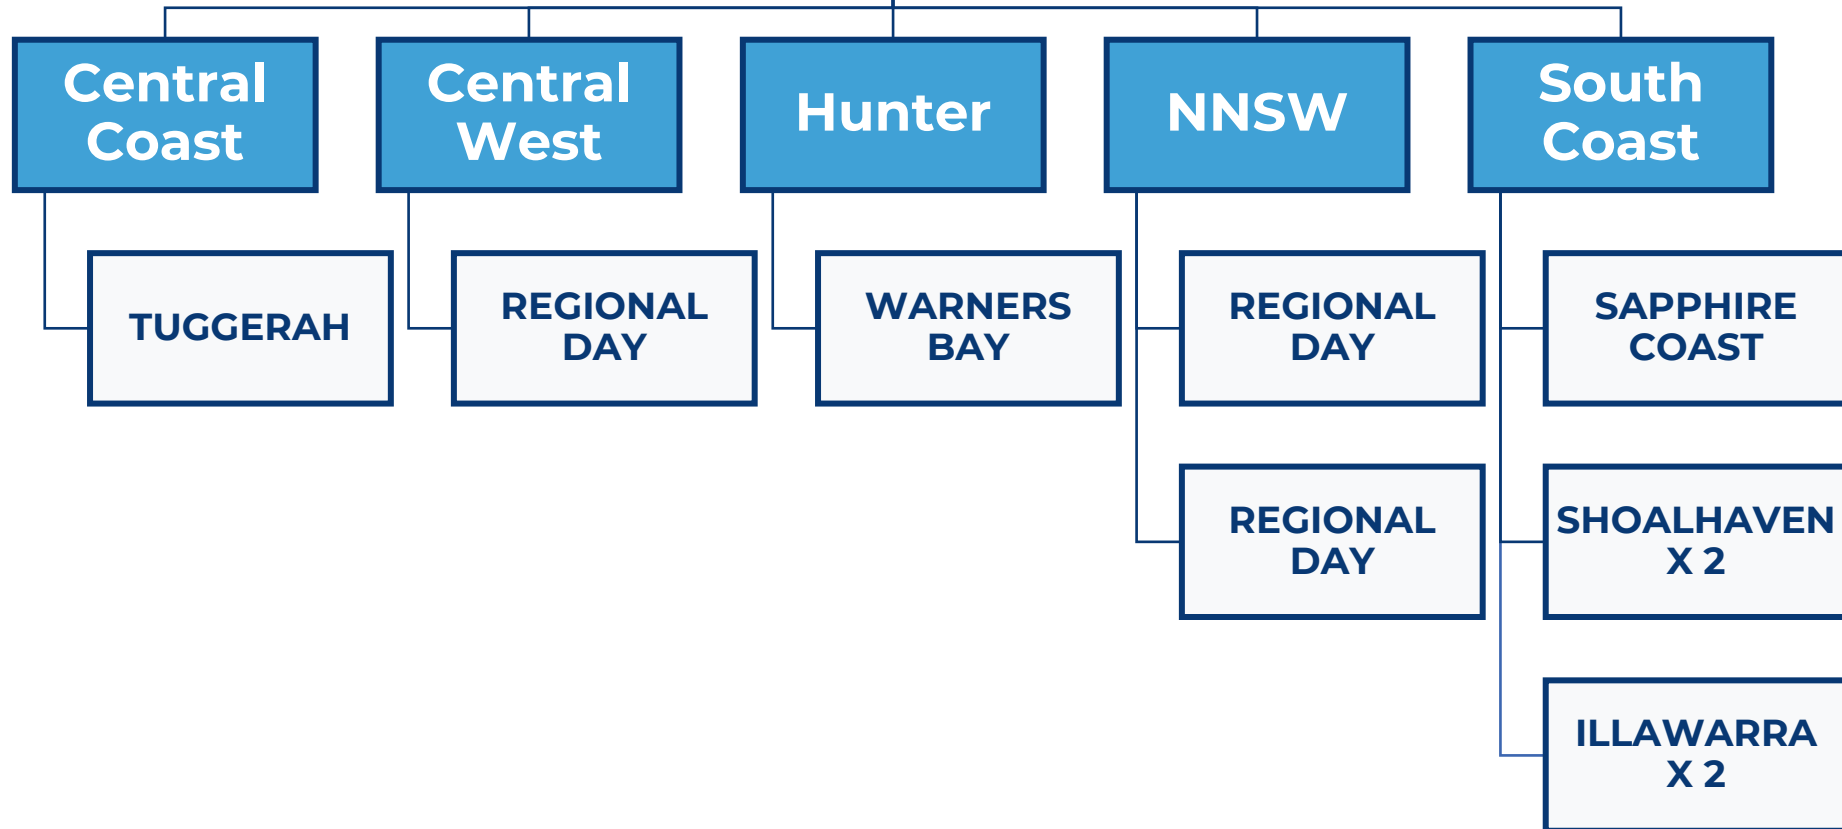 Central
Coast
Central
West
Hunter
NNSW
South
Coast
TUGGERAH
REGIONAL
DAY
WARNERS
BAY
REGIONAL
DAY
SAPPHIRE
COAST
REGIONAL
DAY
SHOALHAVEN
X 2
ILLAWARRA
X 2